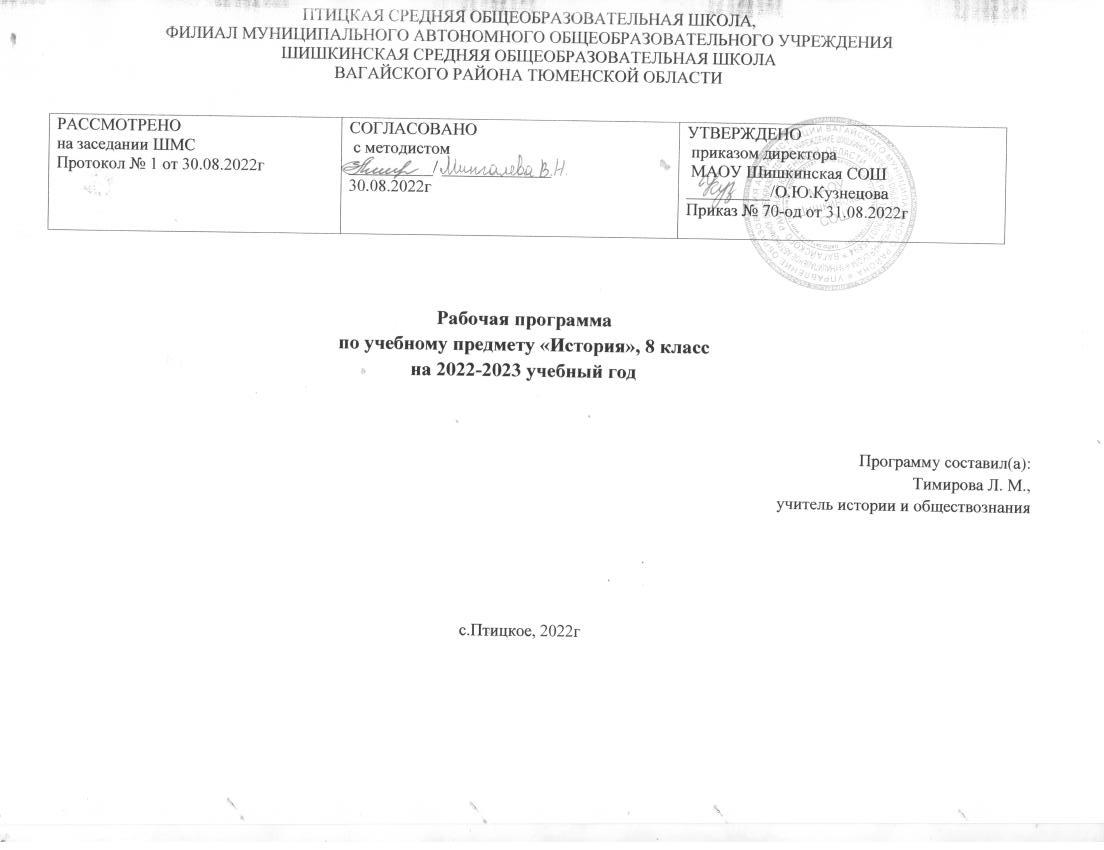 ПТИЦКАЯ СРЕДНЯЯ ОБЩЕОБРАЗОВАТЕЛЬНАЯ ШКОЛА,
ФИЛИАЛ МУНИЦИПАЛЬНОГО АВТОНОМНОГО ОБЩЕОБРАЗОВАТЕЛЬНОГО УЧРЕЖДЕНИЯ
ШИШКИНСКАЯ СРЕДНЯЯ ОБЩЕОБРАЗОВАТЕЛЬНАЯ ШКОЛА
ВАГАЙСКОГО РАЙОНА ТЮМЕНСКОЙ ОБЛАСТИ
РАССМОТРЕНО
на заседании ШМС
Протокол № 1 от 30.08.2022г
СОГЛАСОВАНО
с методистом
/Мингалева В.Н.
30.08.2022г
УТВЕРЖДЕНО
приказом директора
МАОУ Шишкинская СОШ
/О.Ю.Кузнецова
Приказ № 70-од от 31.08.2022г
Рабочая программа
по учебному предмету «История», 8 класс
на 2022-2023 учебный год
Программу составил(а):
Тимирова Л. М.,
учитель истории и обществознания
с.Птицкое, 2022г